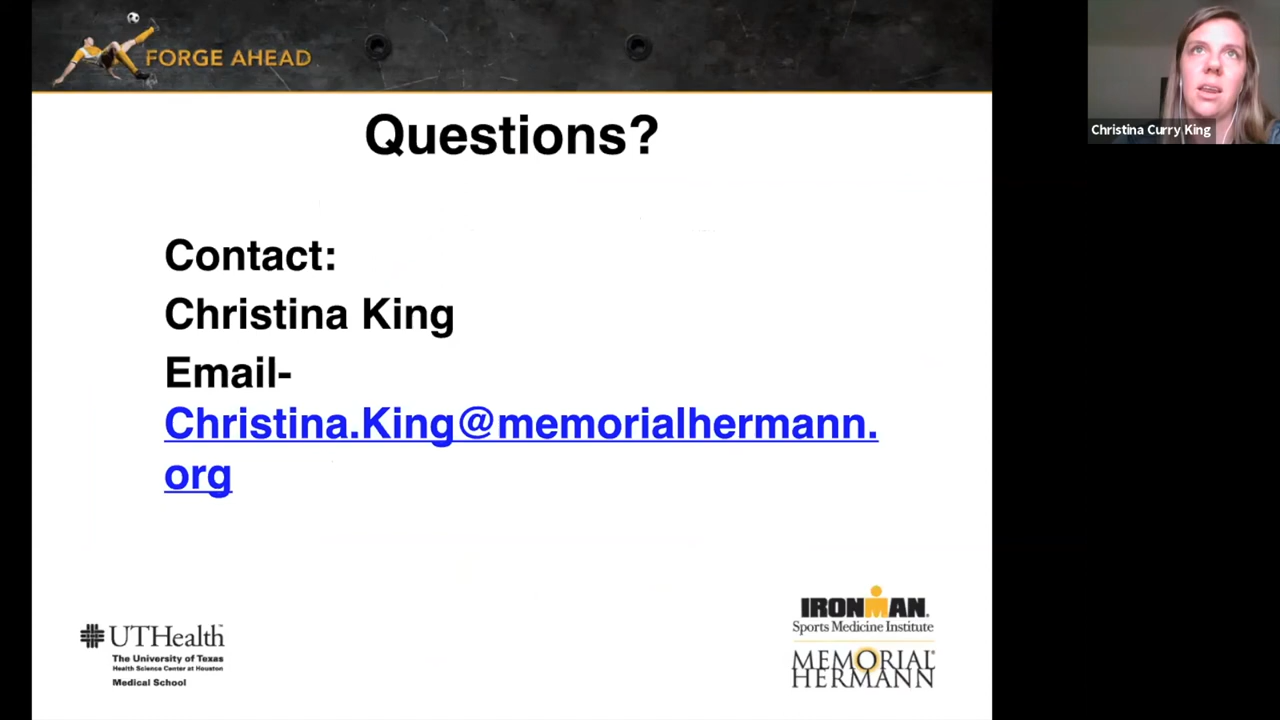 FORGE AHEAD
Christina Curry King
Questions?
Contact:
Christina King
Email-
Christina.King@memorialhermann.
org
UTHealth
The University of Texas
Health Science Center at Houston
Medical School
IRONMAN
Sports Medicine Institute
MEMORIAL
HERMANN